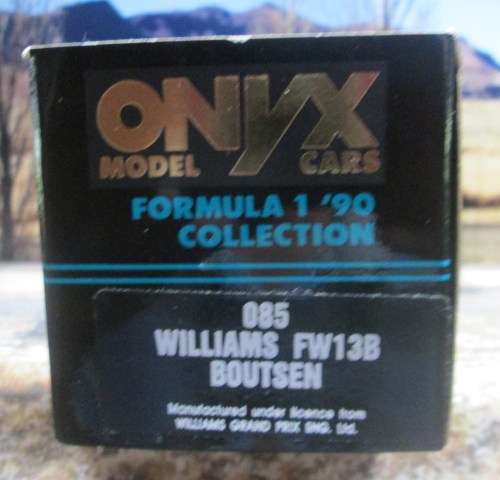 ONYX
MODEL CARS
FORMULA 1 '90
COLLECTION
085
WILLIAMS FW13B
BOUTSEN
Manufactured under licence from
WILLIAMS GRAND PRIX ENG. Ltd.